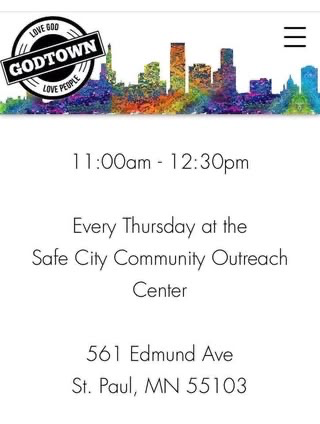 LOVE GOD
GODTOWN
LOVE PEOPLE
11:00am - 12:30pm
Every Thursday at the
Safe City Community Outreach
Center
561 Edmund Ave
St. Paul, MN 55103